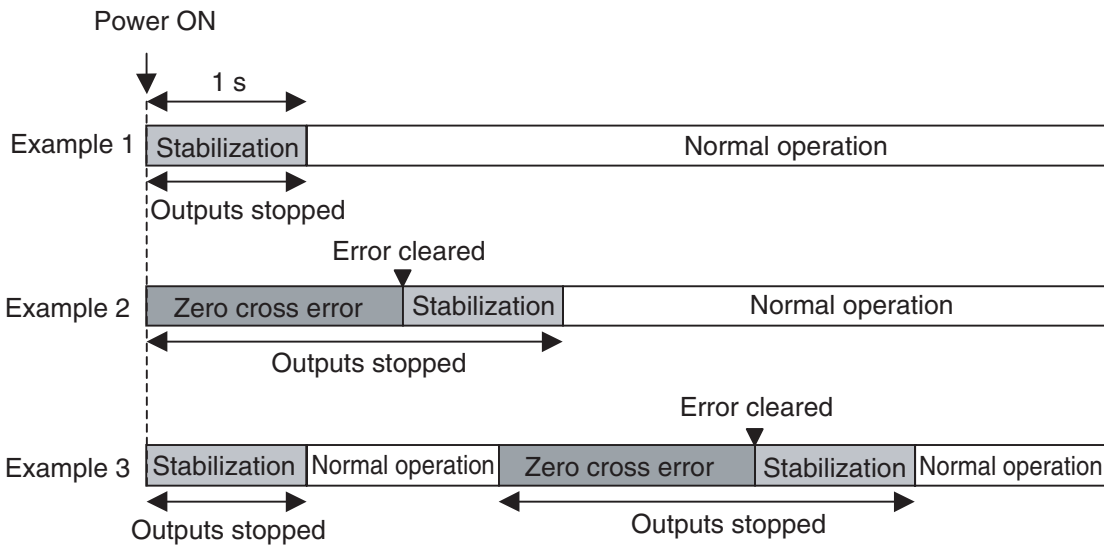 Power ON
1 s
Example 1
Stabilization
Normal operation
Outputs stopped
Error cleared
Example 2
Zero cross error
Stabilization
Normal operation
Outputs stopped
Error cleared
Example 3
Stabilization
Normal operation
Zero cross error
Stabilization
Normal operation
Outputs stopped
Outputs stopped